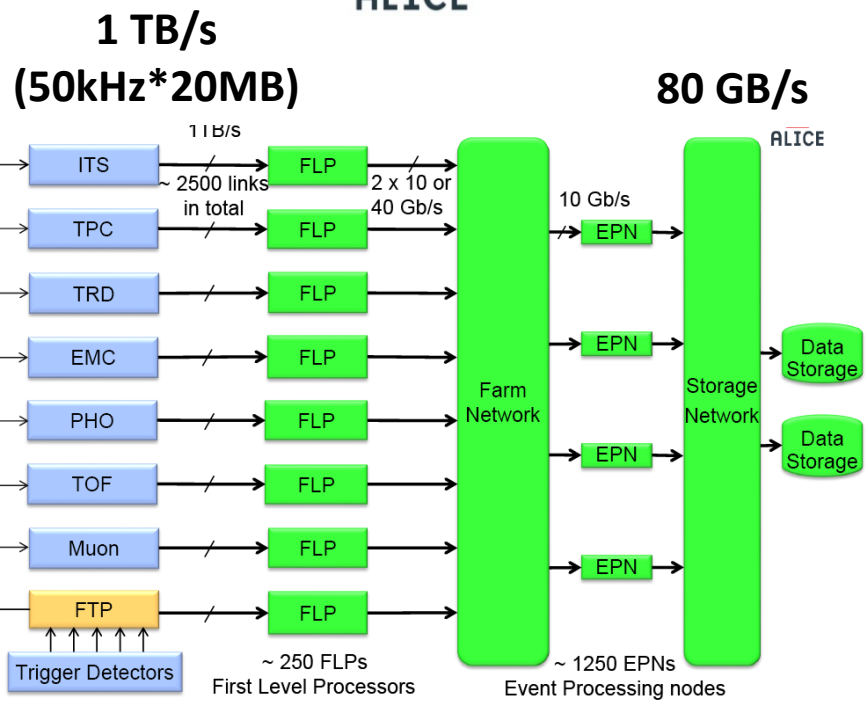 ALICE
1 TB/s
(50kHz*20MB)
80 GB/s
ALICE
1TB/s
ITS
FLP
~ 2500 links
in total
2 x 10 or
40 Gb/s
10 Gb/s
TPC
FLP
EPN
TRD
FLP
EMC
FLP
EPN
Data
Storage
Farm
Network
Storage
Network
PHO
FLP
Data
Storage
EPN
TOF
FLP
Muon
FLP
EPN
FTP
FLP
Trigger Detectors
~ 250 FLPs
First Level Processors
~ 1250 EPNs
Event Processing nodes